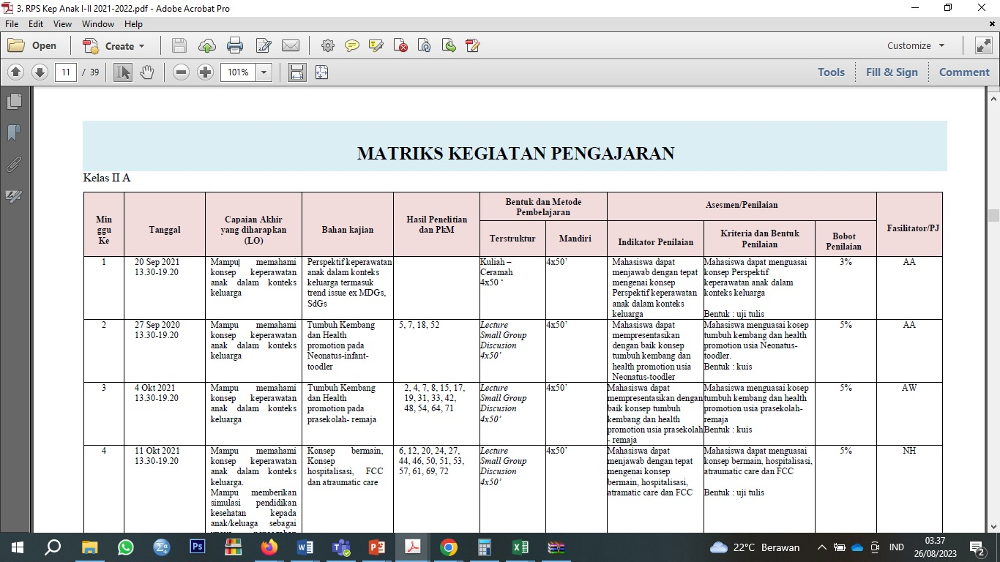 3. RPS Kep Anak I-II 2021-2022.pdf - Adobe Acrobat Pro
File Edit View Window Help
Open Create Customize
11 / 39 101% Tools Fill & Sign Comment
MATRIKS KEGIATAN PENGAJARAN
Kelas II A
Min
ggu
Ke
Tanggal
Capaian Akhir
yang diharapkan
(LO)
Bahan kajian
Hasil Penelitian
dan PkM
Bentuk dan Metode
Pembelajaran
Terstruktur
Mandiri
Asesmen/Penilaian
Indikator Penilaian
Kriteria dan Bentuk
Penilaian
Bobot
Penilaian
Fasilitator/PJ
1
20 Sep 2021
13.30-19.20
Mampu memahami
konsep keperawatan
anak dalam konteks
keluarga
Perspektif keperawatan
anak dalam konteks
keluarga termasuk
trend issue ex MDGs,
SdGs
Kuliah –
Ceramah
4x50 ‘
4x50’
Mahasiswa dapat
menjawab dengan tepat
mengenai konsep
Perspektif keperawatan
anak dalam konteks
keluarga
Mahasiswa dapat menguasai
konsep Perspektif
keperawatan anak dalam
konteks keluarga
Bentuk : uji tulis
3%
AA
2
27 Sep 2020
13.30-19.20
Mampu memahami
konsep keperawatan
anak dalam konteks
keluarga
Tumbuh Kembang
dan Health
promotion pada
Neonatus-infant-
toodler
5, 7, 18, 52
Lecture
Small Group
Discusion
4x50’
4x50’
Mahasiswa dapat
mempresentasikan
dengan baik konsep
tumbuh kembang dan
health promotion usia
Neonatus-toodler
Mahasiswa menguasai kosep
tumbuh kembang dan health
promotion usia Neonatus-
toodler.
Bentuk : kuis
5%
AA
3
4 Okt 2021
13.30-19.20
Mampu memahami
konsep keperawatan
anak dalam konteks
keluarga
Tumbuh Kembang
dan Health
promotion pada
prasekolah- remaja
2, 4, 7, 8, 15, 17,
19, 31, 33, 42,
48, 54, 64, 71
Lecture
Small Group
Discusion
4x50’
4x50’
Mahasiswa dapat
mempresentasikan dengan
baik konsep tumbuh
kembang dan health
promotion usia prasekolah
- remaja
Mahasiswa menguasai kosep
tumbuh kembang dan health
promotion usia prasekolah-
remaja
Bentuk : kuis
5%
AW
4
11 Okt 2021
13.30-19.20
Mampu memahami
konsep keperawatan
anak dalam konteks
keluarga.
Mampu memberikan
simulasi pendidikan
kesehatan kepada
anak/keluaga sebagai
Konsep bermain,
Konsep
hospitalisasi, FCC
dan atraumatic care
6, 12, 20, 24, 27,
44, 46, 50, 51, 53,
57, 61, 69, 72
Lecture
Small Group
Discusion
4x50’
4x50’
Mahasiswa dapat
menjawab dengan tepat
mengenai konsep
bermain, hospitalisasi,
atramatic care dan FCC
Mahasiswa dapat menguasai
konsep bermain, hospitalisasi,
atraumatic care dan FCC
Bentuk : uji tulis
5%
NH
22°C Berawan IND
03.37
26/08/2023
2